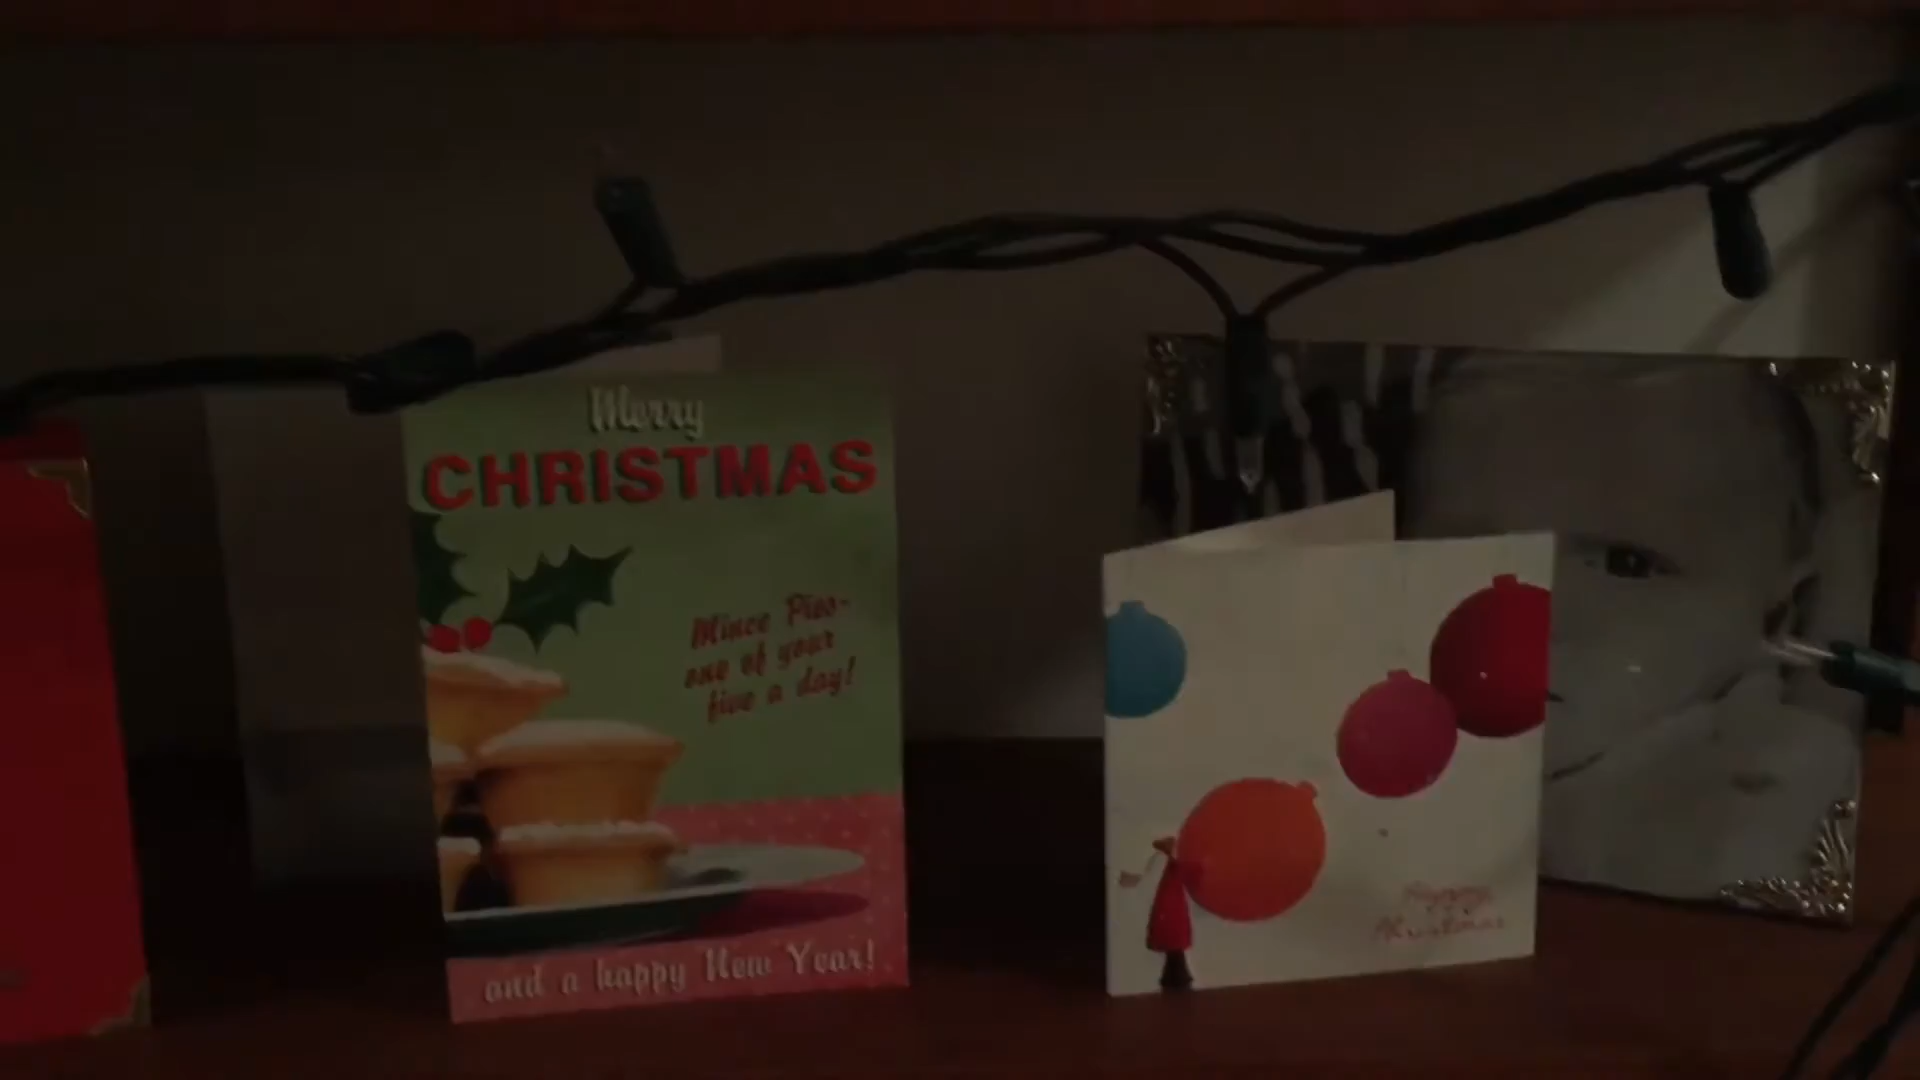 Merry
CHRISTMAS
Mince Pies-
one of your
five a day!
and a happy New Year!
Happy
Christmas